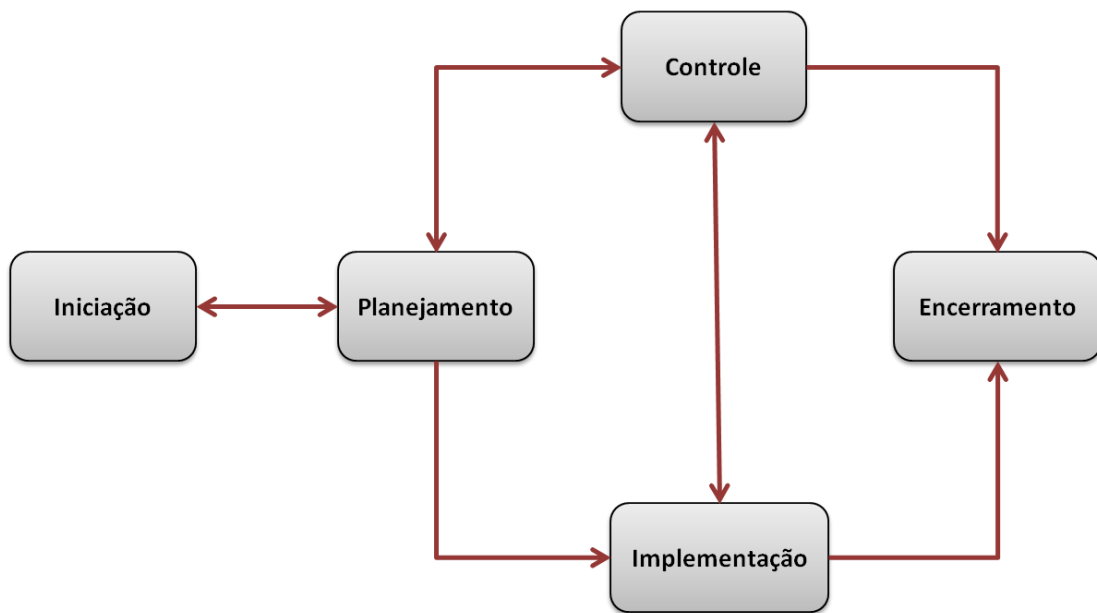 Controle
Iniciação
Planejamento
Encerramento
Implementação